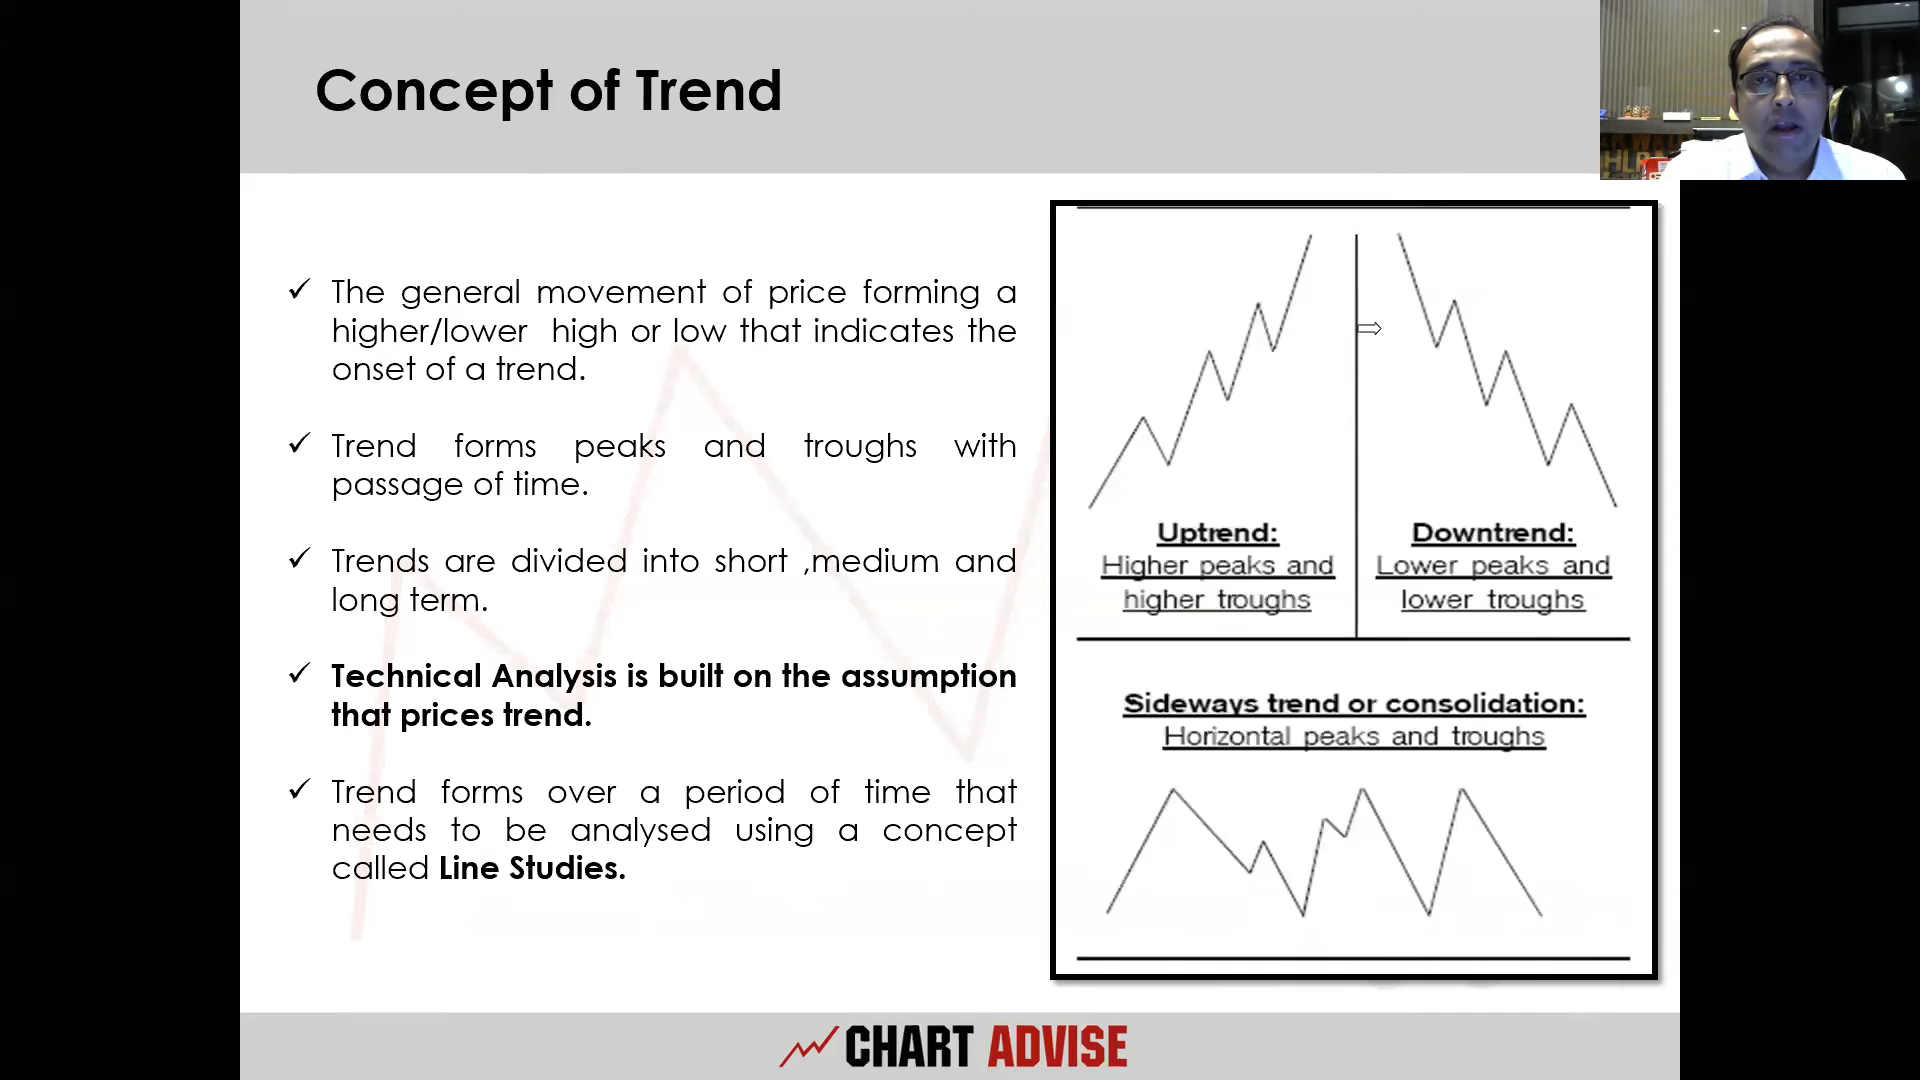 Concept of Trend
✓ The general movement of price forming a
higher/lower high or low that indicates the
onset of a trend.
✓ Trend forms peaks and troughs with
passage of time.
✓ Trends are divided into short ,medium and
long term.
✓ Technical Analysis is built on the assumption
that prices trend.
✓ Trend forms over a period of time that
needs to be analysed using a concept
called Line Studies.
Uptrend:
Higher peaks and
higher troughs
Downtrend:
Lower peaks and
lower troughs
Sideways trend or consolidation:
Horizontal peaks and troughs
CHART ADVISE